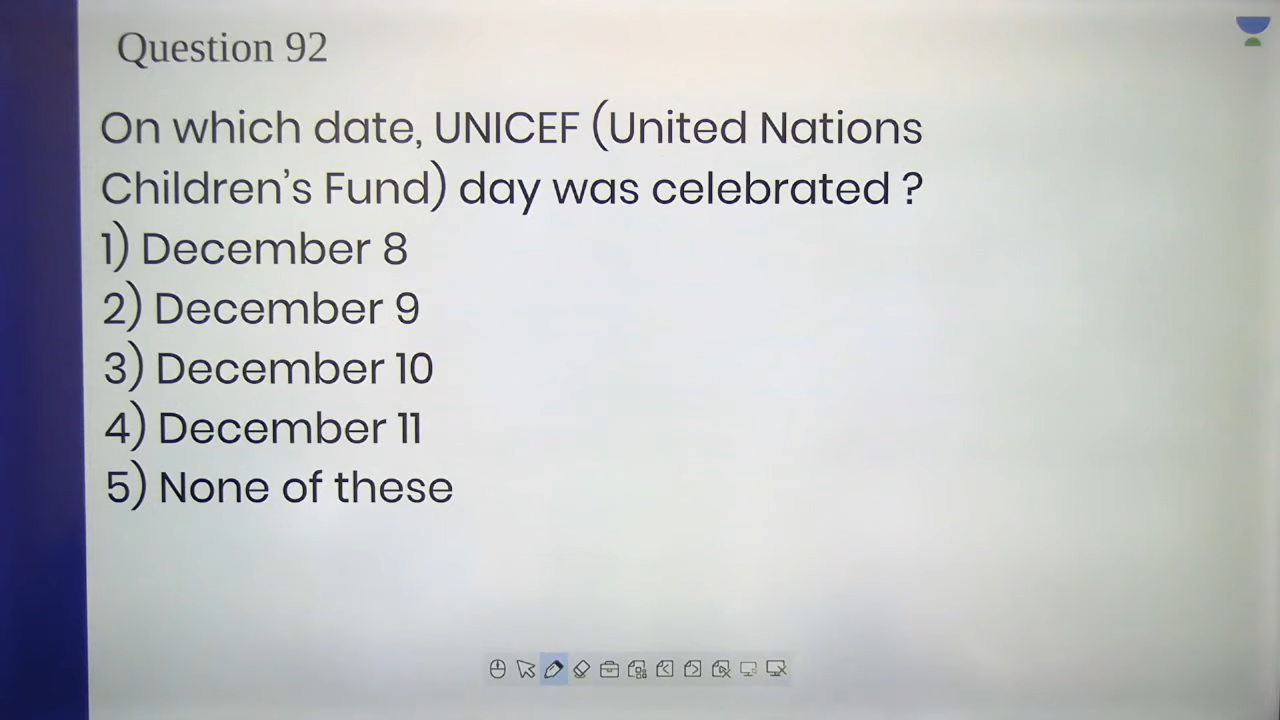 Question 92
On which date, UNICEF (United Nations
Children's Fund) day was celebrated ?
1) December 8
2) December 9
3) December 10
4) December 11
5) None of these